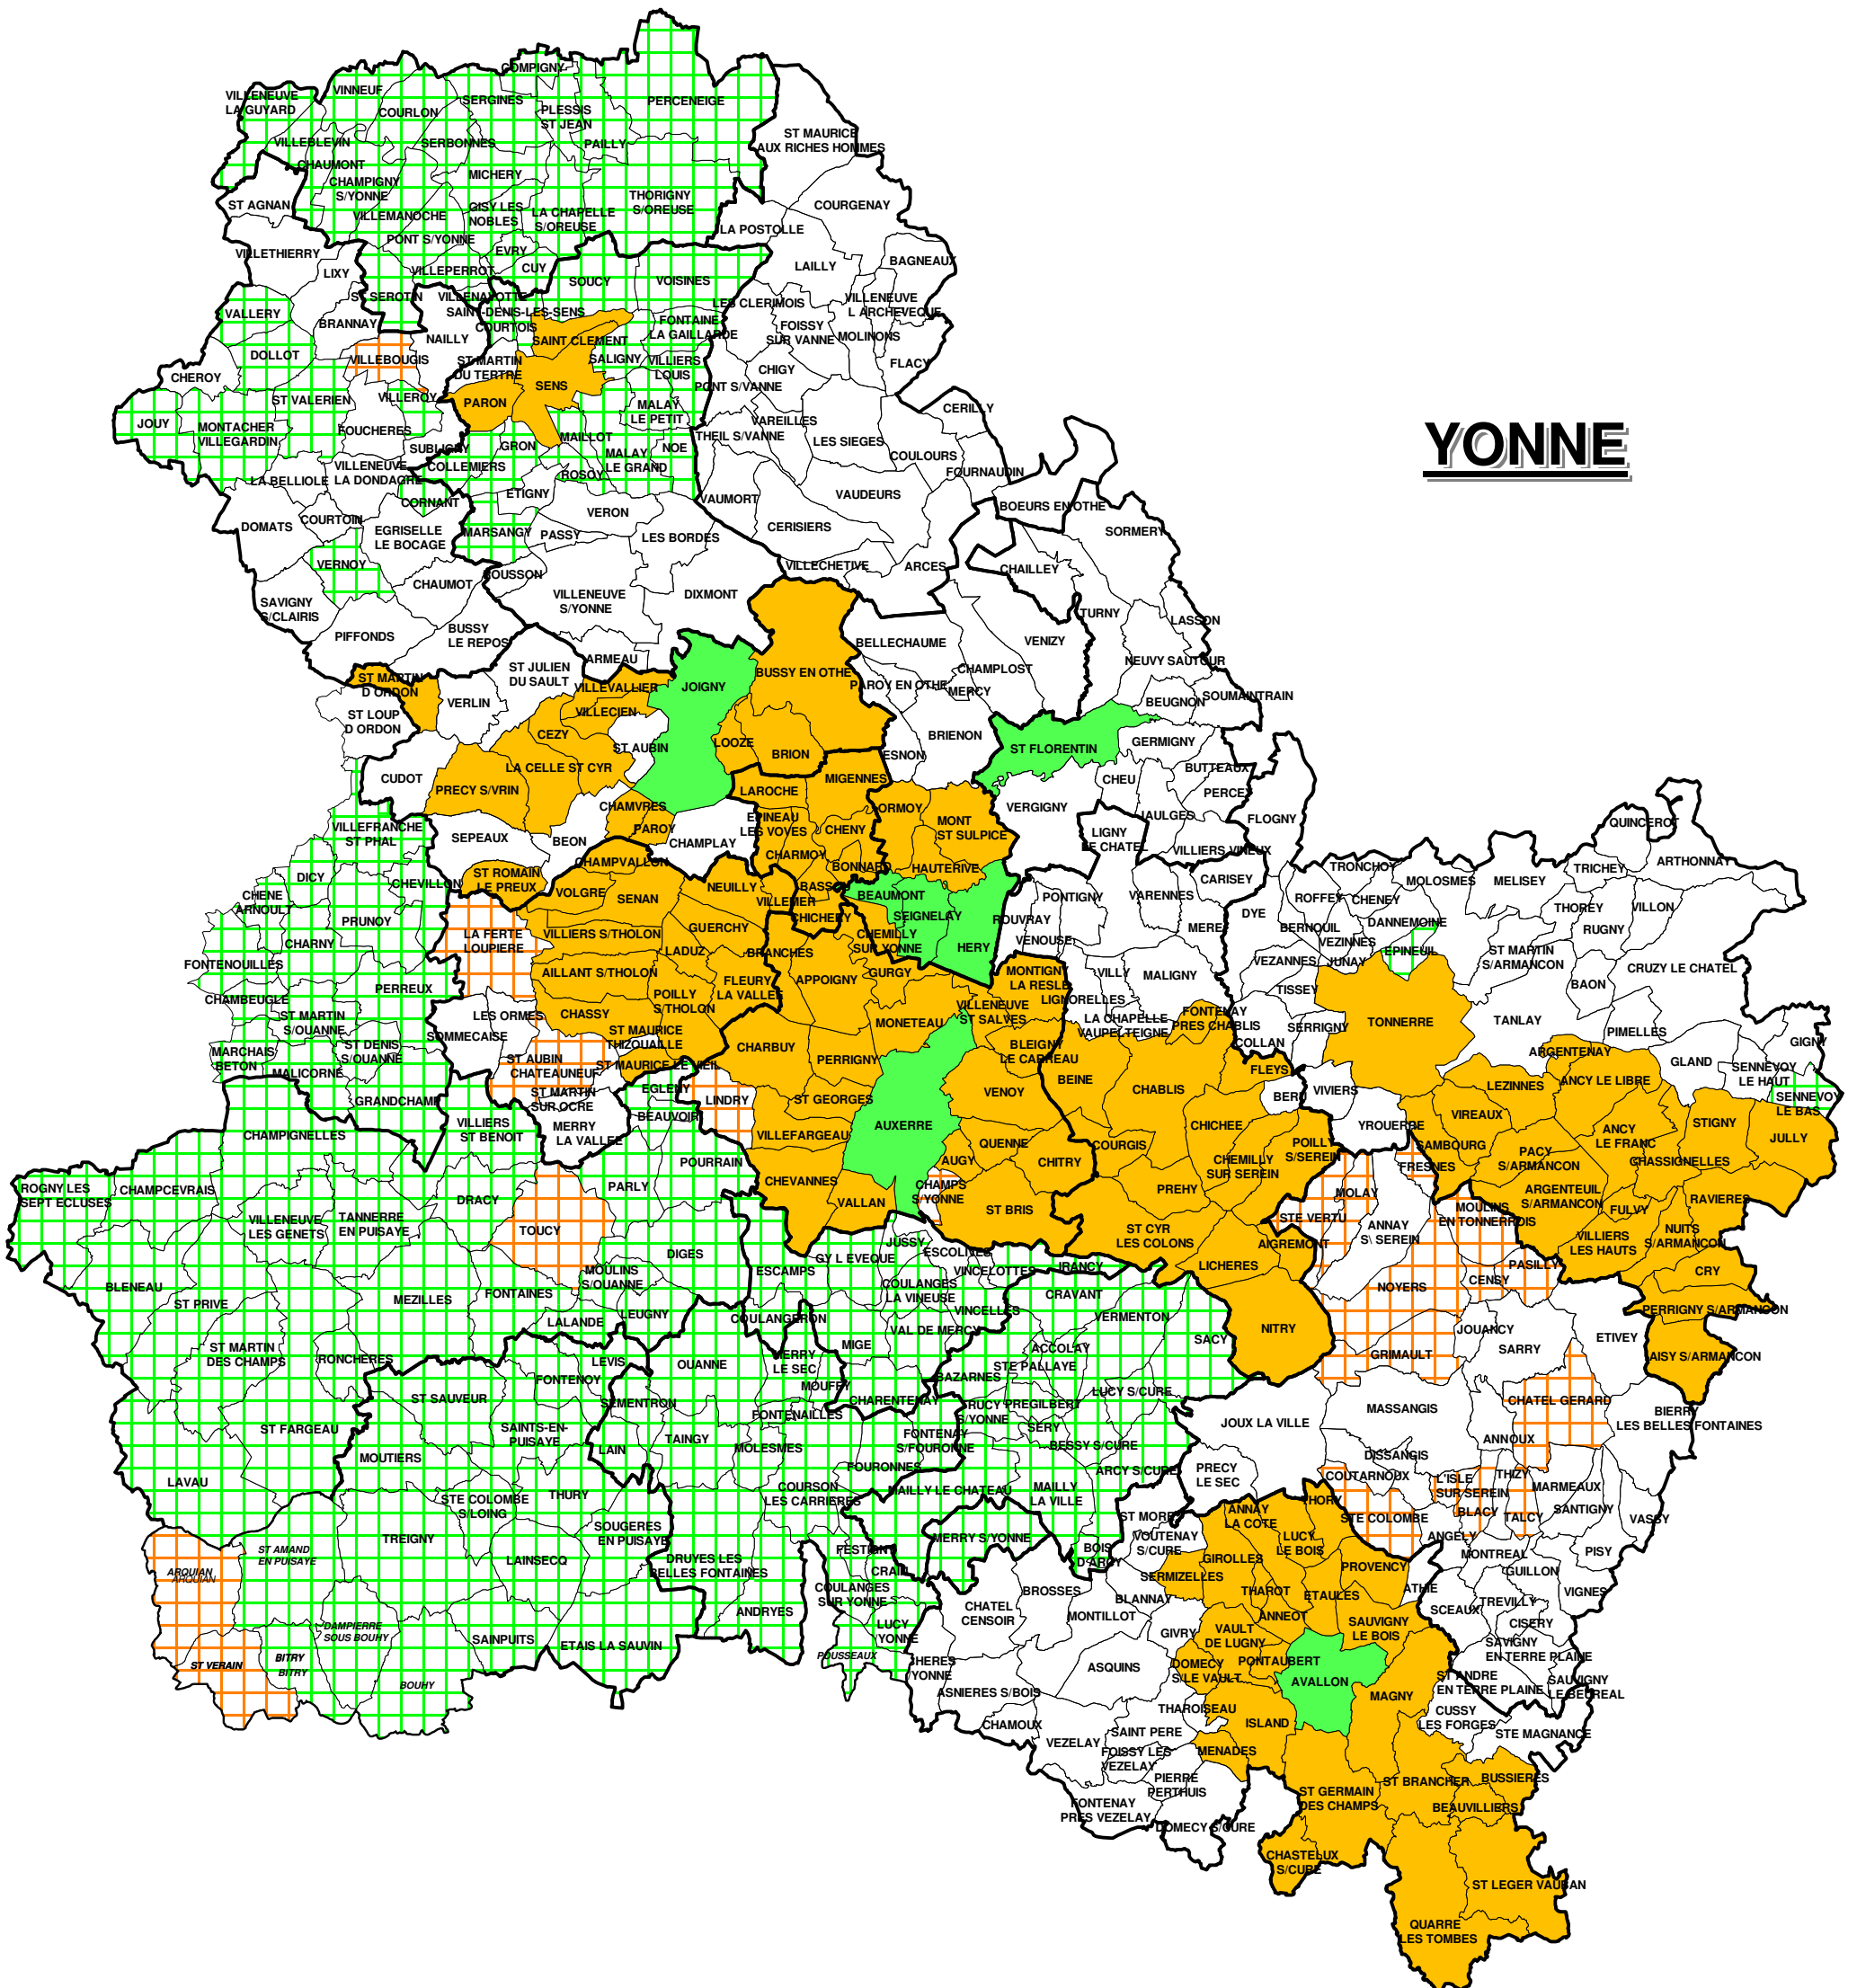 YONNE
COMPIGNY
VILLENEUVE
LA GUYARD
VINNEUF
COURLON
SERGINES
PLESSIS
ST JEAN
PERCENEIGE
VILLEBLEVIN
SERBONNES
PAILLY
ST MAURICE
AUX RICHES HOMMES
CHAUMONT
CHAMPIGNY
S/YONNE
MICHERY
THORIGNY
S/OREUSE
ST AGNAN
VILLEMANOCHE
GISY LES
NOBLES
LA CHAPELLE
S/OREUSE
COURGENAY
LA POSTOLLE
PONT S/YONNE
EVRY
CUY
VILLETHIERRY
LIXY
VILLEPERROT
SOUCY
VOISINES
LAILLY
BAGNEAUX
ST SEROTIN
VILLENAVOTTE
SAINT-DENIS-LES-SENS
COURTOIS
LES CLERIMOIS
VILLENEUVE
L ARCHEVEQUE
VALLERY
BRANNAY
NAILLY
SAINT CLEMENT
FONTAINE
LA GAILLARDE
FOISSY
SUR VANNE
MOLINONS
DOLLOT
VILLEBOUGIS
ST MARTIN
DU TERTRE
SALIGNY
VILLIERS
LOUIS
CHIGY
FLACY
CHEROY
SENS
PONT S/VANNE
ST VALERIEN
VILLEROY
PARON
MALAY
LE PETIT
CERILLY
JOUY
MONTACHER
VILLEGARDIN
FOUCHERES
SUBLIGNY
GRON
MAILLOT
MALAY
LE GRAND
NOE
THEIL S/VANNE
VAREILLES
LES SIEGES
COULOURS
FOURNAUDIN
LA BELLIOLE
VILLENEUVE
LA DONDAGRE
COLLEMIERS
ROSOY
ETIGNY
VAUMORT
VAUDEURS
CORNANT
VERON
CERISIERS
BOEURS EN OTHE
SORMERY
DOMATS
COURTOIN
EGRISELLE
LE BOCAGE
MARSANGY
PASSY
LES BORDES
VERNOY
CHAUMOT
ROUSSON
VILLECHETIVE
ARCES
CHAILLEY
SAVIGNY
S/CLAIRIS
VILLENEUVE
S/YONNE
DIXMONT
PIFFONDS
BUSSY
LE REPOS
TURNY
LASSON
BELLECHAUME
VENIZY
ST JULIEN
DU SAULT
ARMEAU
CHAMPLOST
NEUVY SAUTOUR
ST MARTIN
D ORDON
VERLIN
VILLEVALLIER
JOIGNY
BUSSY EN OTHE
PAROY EN OTHE
MERCY
BEUGNON
SOUMAINTRAIN
ST LOUP
D ORDON
VILLECIEN
CEZY
ST AUBIN
LOOZE
BRION
ESNON
BRIENON
ST FLORENTIN
GERMIGNY
CUDOT
LA CELLE ST CYR
PRECY S/VRIN
MIGENNES
LAROCHE
CHEU
BUTTEAUX
PERCEY
CHAMVRES
PAROY
EPINEAU
LES VOVES
CHENY
ORMOY
MONT
ST SULPICE
VERGIGNY
JAULGES
FLOGNY
VILLEFRANCHE
ST PHAL
SEPEAUX
BEON
CHAMPLAY
CHARMOY
BONNARD
HAUTERIVE
LIGNY
LE CHATEL
VILLIERS VINEUX
QUINCEROT
CHAMPVALLON
ST ROMAIN
LE PREUX
BASSOU
BEAUMONT
CARISEY
TRONCHOY
MOLOSMES
MELISEY
TRICHEY
ARTHONNAY
DICY
CHEVILLON
VOLGRE
SENAN
NEUILLY
VILLEMER
CHICHERY
SEIGNELAY
PONTIGNY
VARENNES
ROFFEY
CHENEY
THOREY
VILLON
CHENE
ARNOULT
PRUNOY
GUERCHY
ROUVRAY
MERE
DYE
BERNOUIL
DANNEMOINE
RUGNY
CHARNY
LA FERTE
LOUPIERE
VILLIERS S/THOLON
LADUZ
BRANCHES
CHEMILLY
SUR YONNE
HERY
VENOUSE
VEZINNES
EPINEUIL
ST MARTIN
S/ARMANCON
FONTENOUILLES
AILLANT S/THOLON
FLEURY
LA VALLEE
APPOIGNY
GURGY
MONTIGNY
LA RESLE
VILLY
MALIGNY
VEZANNES
JUNAY
CRUZY LE CHATEL
CHAMBEUGLE
PERREUX
POILLY
S/THOLON
VILLENEUVE
ST SALVES
LIGNORELLES
TISSEY
BAON
ST MARTIN
S/OUANNE
LES ORMES
CHASSY
MONETEAU
LA CHAPELLE
VAUPELTEIGNE
FONTENAY
PRES CHABLIS
SERRIGNY
TONNERRE
TANLAY
PIMELLES
ST DENIS
S/OUANNE
SOMMECAISE
ST MAURICE
THIZOUAILLE
CHARBUY
PERRIGNY
BLEIGNY
LE CARREAU
COLLAN
GIGNY
MARCHAIS
BETON
MALICORNE
ST AUBIN
CHATEAUNEUF
ST MAURICE LE VIEIL
BEINE
CHABLIS
FLEYS
ARGENTENAY
GLAND
SENNEVOY
LE HAUT
GRANDCHAMP
ST MARTIN
SUR OCRE
EGLENY
LINDRY
ST GEORGES
VENOY
BERU
VIVIERS
LEZINNES
ANCY LE LIBRE
SENNEVOY
LE BAS
CHAMPIGNELLES
VILLIERS
ST BENOIT
MERRY
LA VALLEE
BEAUVOIR
VILLEFARGEAU
AUXERRE
QUENNE
COURGIS
CHICHEE
POILLY
S/SEREIN
YROUERRE
VIREAUX
SAMBOURG
PACY
S/ARMANCON
ANCY
LE FRANC
STIGNY
JULLY
POURRAIN
AUGY
CHITRY
CHEMILLY
SUR SEREIN
FRESNES
CHASSIGNELLES
ROGNY LES
SEPT ECLUSES
CHAMPCEVRAIS
DRACY
PARLY
CHEVANNES
VALLAN
CHAMPS
S/YONNE
ST BRIS
PREHY
MOLAY
STE VERTU
MOULINS
EN TONNERROIS
ARGENTEUIL
S/ARMANCON
FULVY
RAVIERES
VILLENEUVE
LES GENETS
TANNERRE
EN PUISAYE
TOUCY
ST CYR
LES COLONS
AIGREMONT
ANNAY
S\ SEREIN
VILLIERS
LES HAUTS
NUITS
S/ARMANCON
DIGES
JUSSY
GY L EVEQUE
ESCOLIVES
VINCELOTTES
IRANCY
LICHERES
PASILLY
CRY
BLENEAU
MOULINS
S/OUANNE
ESCAMPS
COULANGES
LA VINEUSE
CRAVANT
NOYERS
CENSY
ST PRIVE
MEZILLES
FONTAINES
LEUGNY
LALANDE
COULANGERON
VINCELLES
VAL DE MERCY
VERMENTON
SACY
NITRY
PERRIGNY S/ARMANCON
ST MARTIN
DES CHAMPS
RONCHERES
LEVIS
OUANNE
MERRY
LE SEC
MIGE
ACCOLAY
STE PALLAYE
BAZARNES
GRIMAULT
JOUANCY
SARRY
ETIVEY
AISY S/ARMANCON
FONTENOY
MOUFFY
CHARENTENAY
LUCY S/CURE
ST SAUVEUR
SEMENTRON
PREGILBERT
S/YONNE
CHATEL GERARD
ST FARGEAU
SAINTS-EN-
PUISAYE
FONTENAILLES
SERY
MASSANGIS
BIERRY
LES BELLES FONTAINES
LAIN
TAINGY
MOLESMES
FONTENAY
S/FOURONNE
BESSY S/CURE
JOUX LA VILLE
ANNOUX
MOUTIERS
FOURONNES
ARCY S/CURE
PRECY
LE SEC
DISSANGIS
COUTARNOUX
LAVAU
STE COLOMBE
S/LOING
THURY
COURSON
LES CARRIERES
MAILLY LE CHATEAU
MAILLY
LA VILLE
L'ISLE
SUR SEREIN
THIZY
MARMEAUX
ANNAY
LA COTE
THORY
STE COLOMBE
BLACY
TALCY
SANTIGNY
VASSY
TREIGNY
SOUGERES
EN PUISAYE
MERRY S/YONNE
ST MORE
VOUTENAY
S/CURE
LUCY
LE BOIS
ANGELY
ST AMAND
EN PUISAYE
LAINSECQ
DRUYES LES
BELLES FONTAINES
FESTIGNY
BOIS
D'ARCY
GIROLLES
PROVENCY
MONTREAL
PISY
ARQUIAN
ARQUIAN
CRAIN
COULANGES
SUR YONNE
SERMIZELLES
THAROT
ETAULES
ATHIE
GUILLON
VIGNES
BROSSES
BLANNAY
TREVILLY
SCEAUX
ANDRYES
CHATEL
CENSOIR
MONTILLOT
ANNEOT
SAUVIGNY
LE BOIS
CISERY
DAMPIERRE
SOUS BOUHY
SAINPUITS
ETAIS LA SAUVIN
LUCY
/YONNE
GIVRY
VAULT
DE LUGNY
SAVIGNY
EN TERRE PLAINE
ST VERAIN
BITRY
BITRY
POUSSEAUX
ASQUINS
DOMECY
S/LE VAULT
PONTAUBERT
BOUHY
/YONNE
AVALLON
MAGNY
ST ANDRE
EN TERRE PLAINE
SAUVIGNY
LE BEUREAL
ASNIERES S/BOIS
THAROISEAU
ISLAND
CUSSY
LES FORGES
STE MAGNANCE
CHAMOUX
SAINT PERE
VEZELAY
FOISSY LES
VEZELAY
MENADES
PIERRE
PERTHUIS
ST GERMAIN
DES CHAMPS
ST BRANCHER
BUSSIERES
BEAUVILLIERS
FONTENAY
PRES VEZELAY
DOMECY S/CURE
CHASTELUX
S/CURE
ST LEGER VAUBAN
QUARRE
LES TOMBES